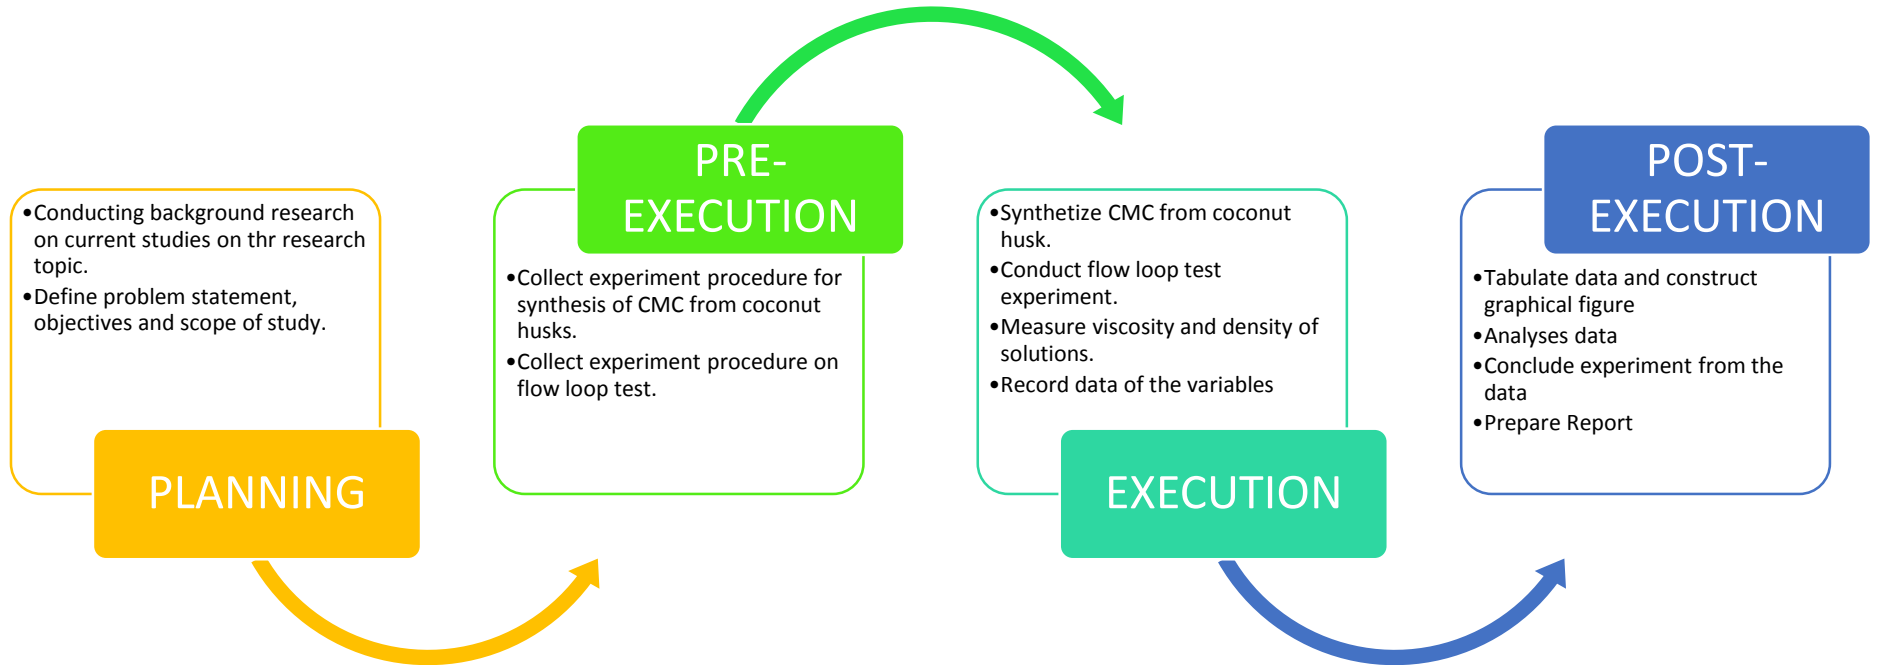 •Conducting background research
on current studies on thr research
topic.
•Define problem statement,
objectives and scope of study.
PLANNING
PRE-
EXECUTION
•Collect experiment procedure for
synthesis of CMC from coconut
husks.
•Collect experiment procedure on
flow loop test.
•Synthetize CMC from coconut
husk.
•Conduct flow loop test
experiment.
•Measure viscosity and density of
solutions.
•Record data of the variables
EXECUTION
POST-
EXECUTION
•Tabulate data and construct
graphical figure
•Analyses data
•Conclude experiment from the
data
•Prepare Report